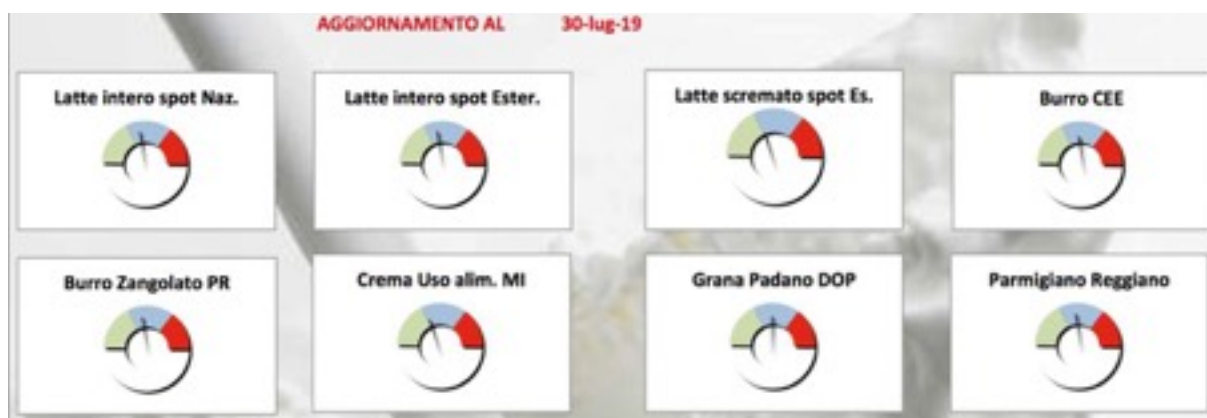 AGGIORNAMENTO AL 30-lug-19
Latte intero spot Naz.
Latte intero spot Ester.
Latte scremato spot Es.
Burro CEE
Burro Zangolato PR
Crema Uso alim. MI
Grana Padano DOP
Parmigiano Reggiano